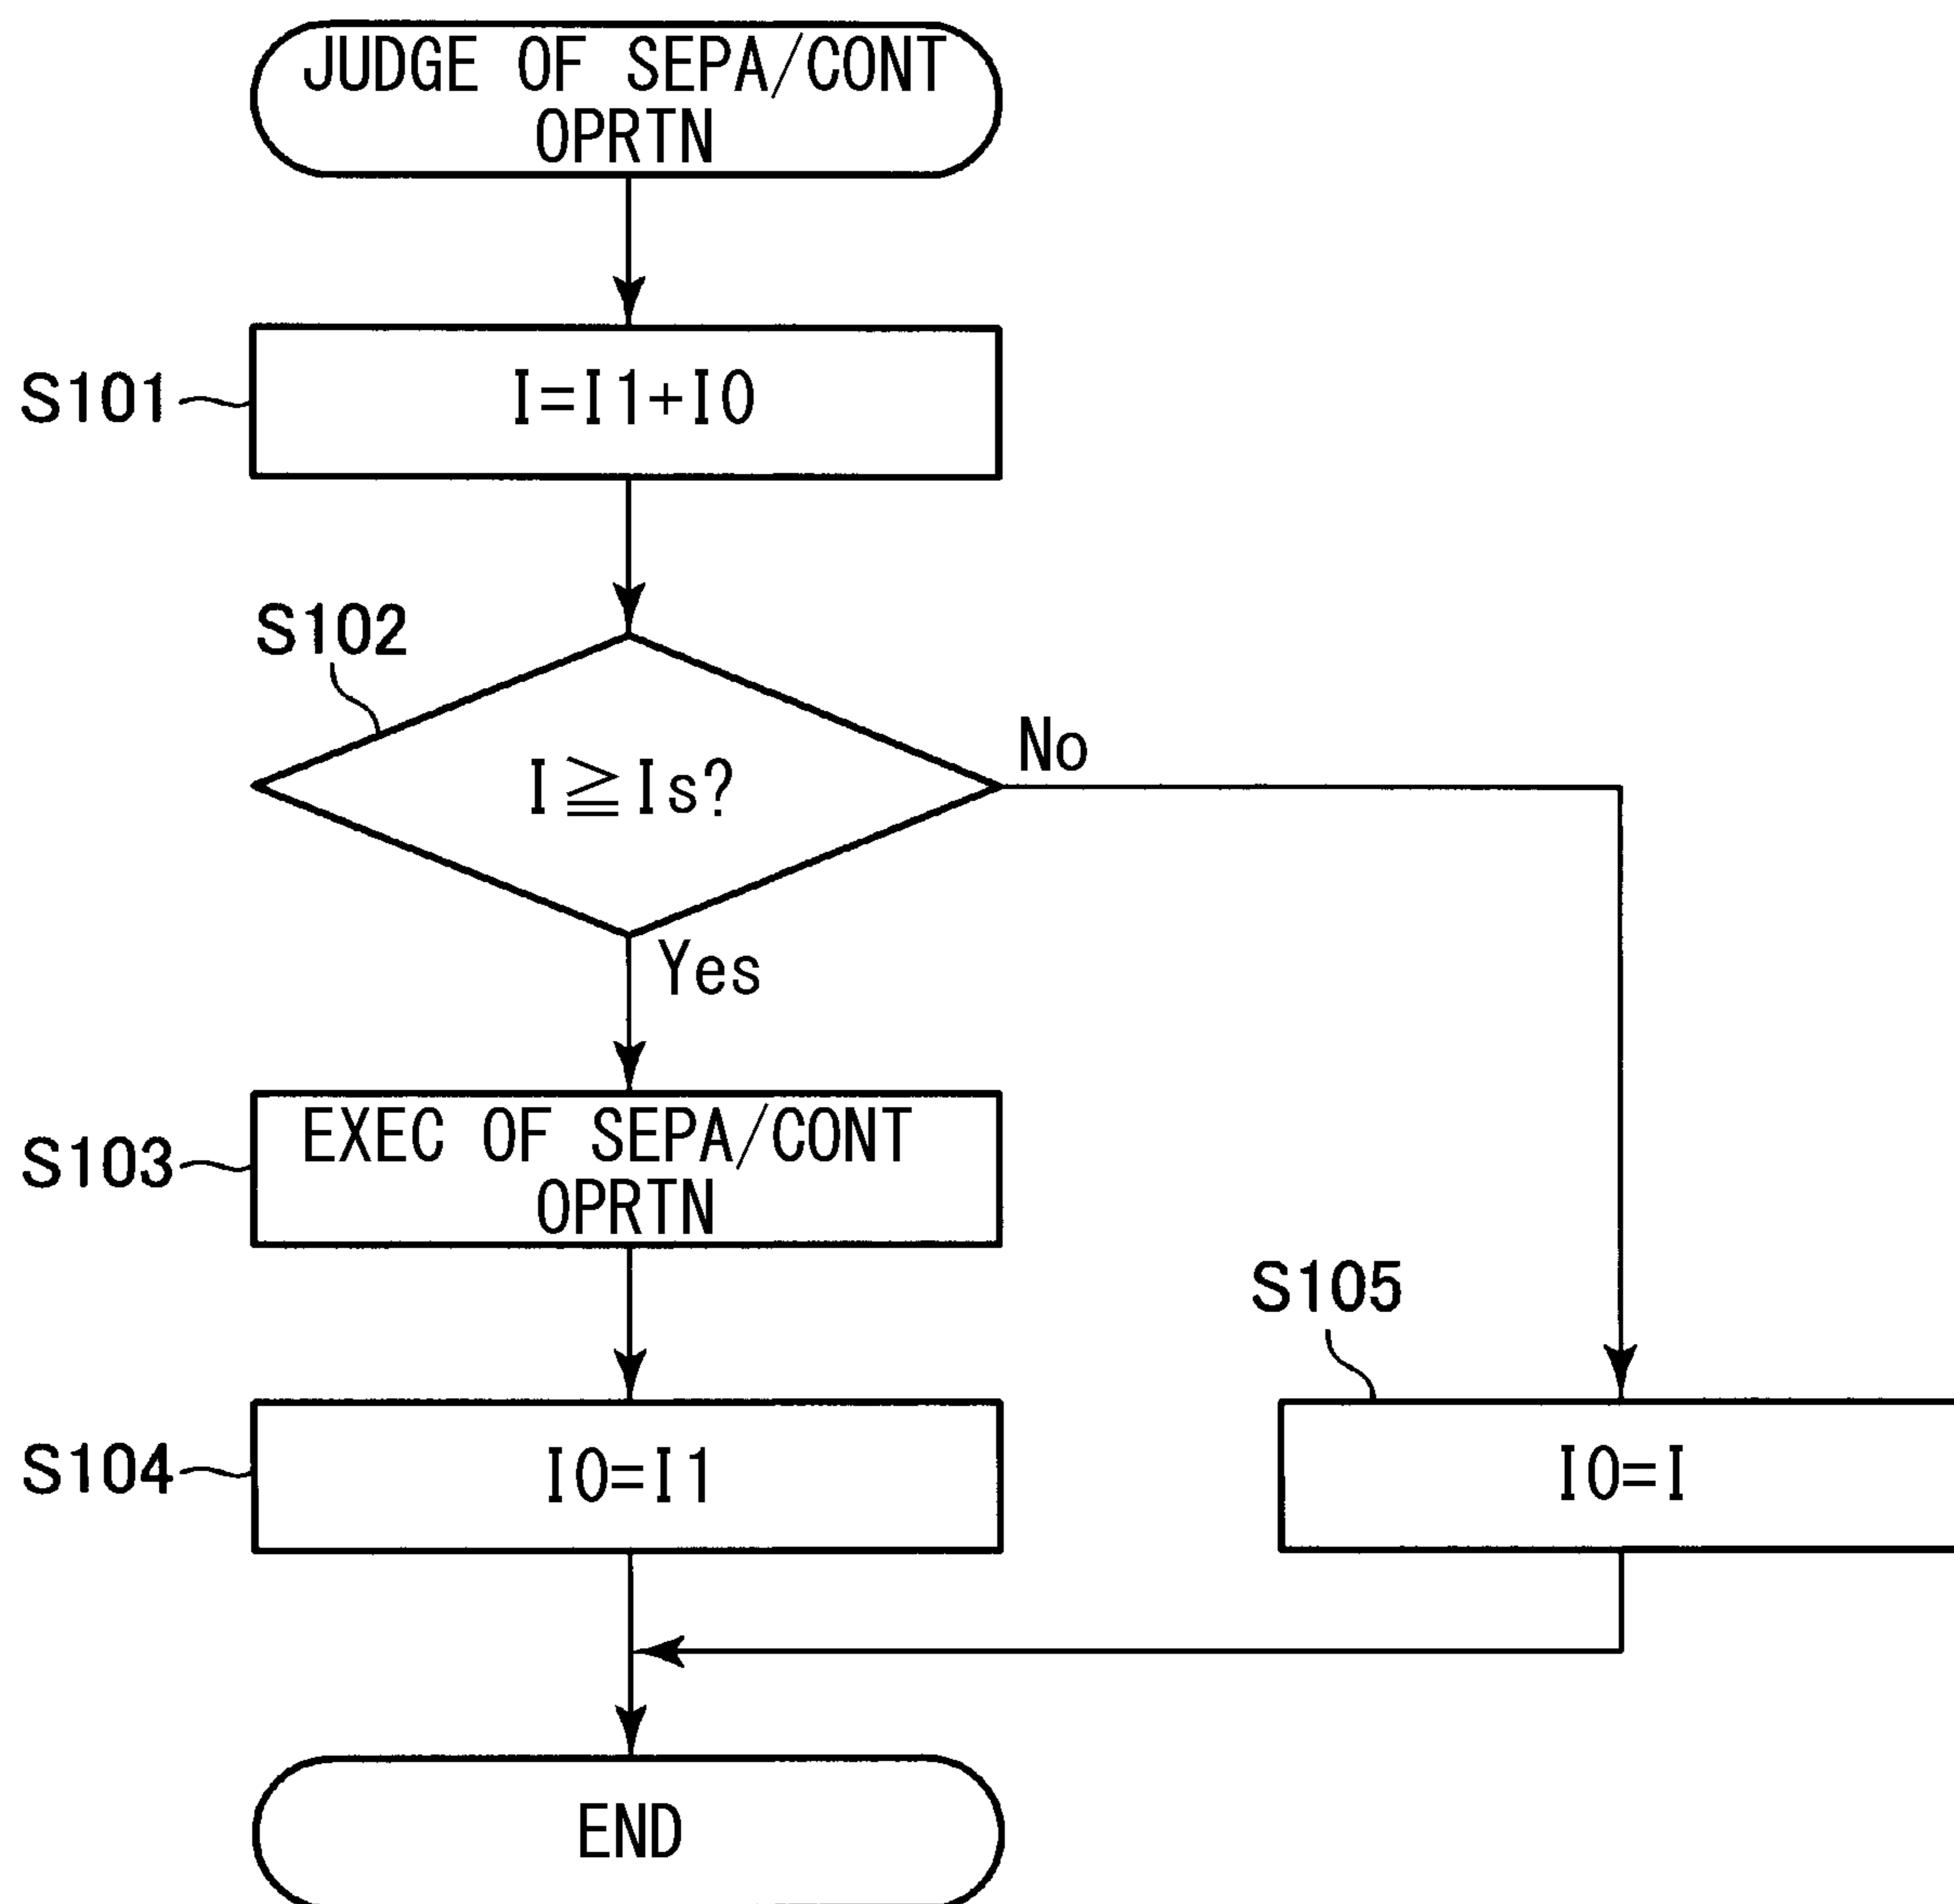 JUDGE OF SEPA/CONT
OPRTN
S101
I=I1+I0
S102
I≧Is?
No
Yes
S103
EXEC OF SEPA/CONT
OPRTN
S105
S104
I0=I1
I0=I
END